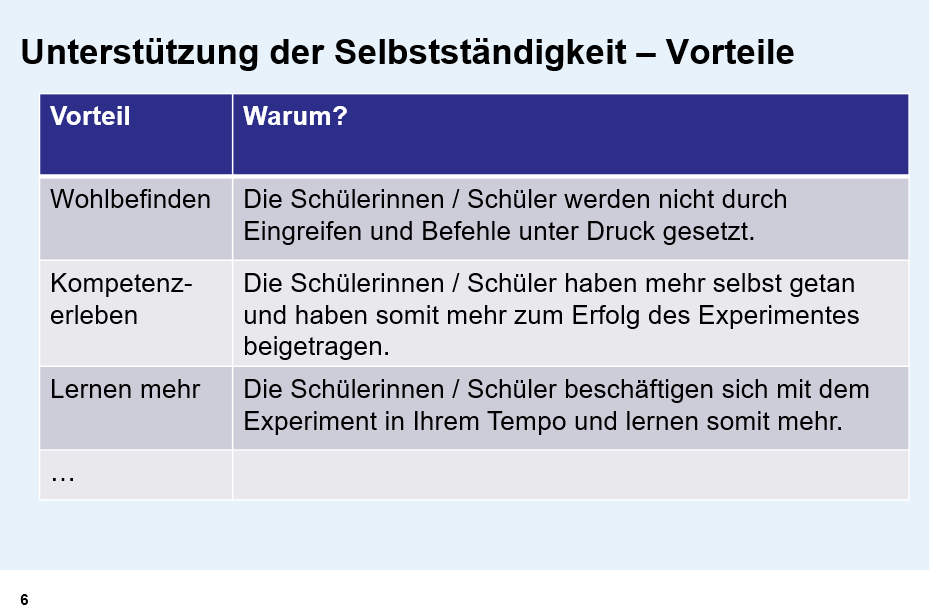 Unterstützung der Selbstständigkeit – Vorteile
Vorteil
Warum?
Wohlbefinden
Die Schülerinnen / Schüler werden nicht durch
Eingreifen und Befehle unter Druck gesetzt.
Kompetenz-
erleben
Die Schülerinnen / Schüler haben mehr selbst getan
und haben somit mehr zum Erfolg des Experimentes
beigetragen.
Lernen mehr
Die Schülerinnen / Schüler beschäftigen sich mit dem
Experiment in Ihrem Tempo und lernen somit mehr.
…
6